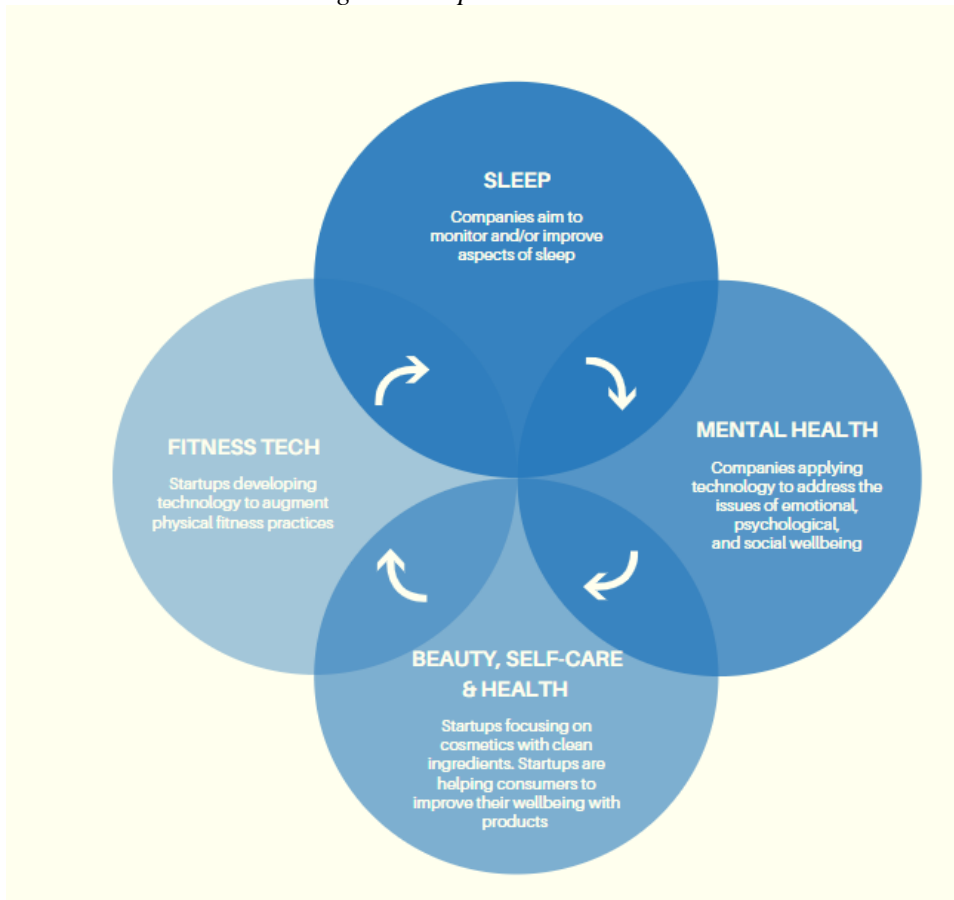 SLEEP
Companies aim to
monitor and/or improve
aspects of sleep
FITNESS TECH
Startups developing
technology to augment
physical fitness practices
MENTAL HEALTH
Companies applying
technology to address the
issues of emotional,
psychological,
and social wellbeing
BEAUTY, SELF-CARE
& HEALTH
Startups focusing on
cosmetics with clean
ingredients. Startups are
helping consumers to
improve their wellbeing with
products